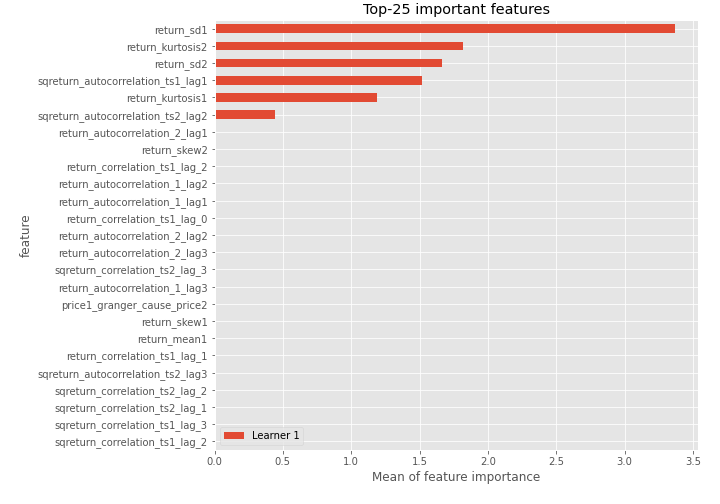 Top-25 important features
return_sd1
return_kurtosis2
return_sd2
sqreturn_autocorrelation_ts1_lag1
return_kurtosis1
sqreturn_autocorrelation_ts2_lag2
return_autocorrelation_2_lag1
return_skew2
return_correlation_ts1_lag_2
return_autocorrelation_1_lag2
return_autocorrelation_1_lag1
return_correlation_ts1_lag_0
return_autocorrelation_2_lag2
return_autocorrelation_2_lag3
sqreturn_correlation_ts2_lag_3
return_autocorrelation_1_lag3
price1_granger_cause_price2
return_skew1
return_mean1
return_correlation_ts1_lag_1
sqreturn_autocorrelation_ts2_lag3
sqreturn_correlation_ts2_lag_2
sqreturn_correlation_ts2_lag_1
sqreturn_correlation_ts1_lag_3
sqreturn_correlation_ts1_lag_2
feature
Learner 1
0.0 0.5 1.0 1.5 2.0 2.5 3.0 3.5
Mean of feature importance